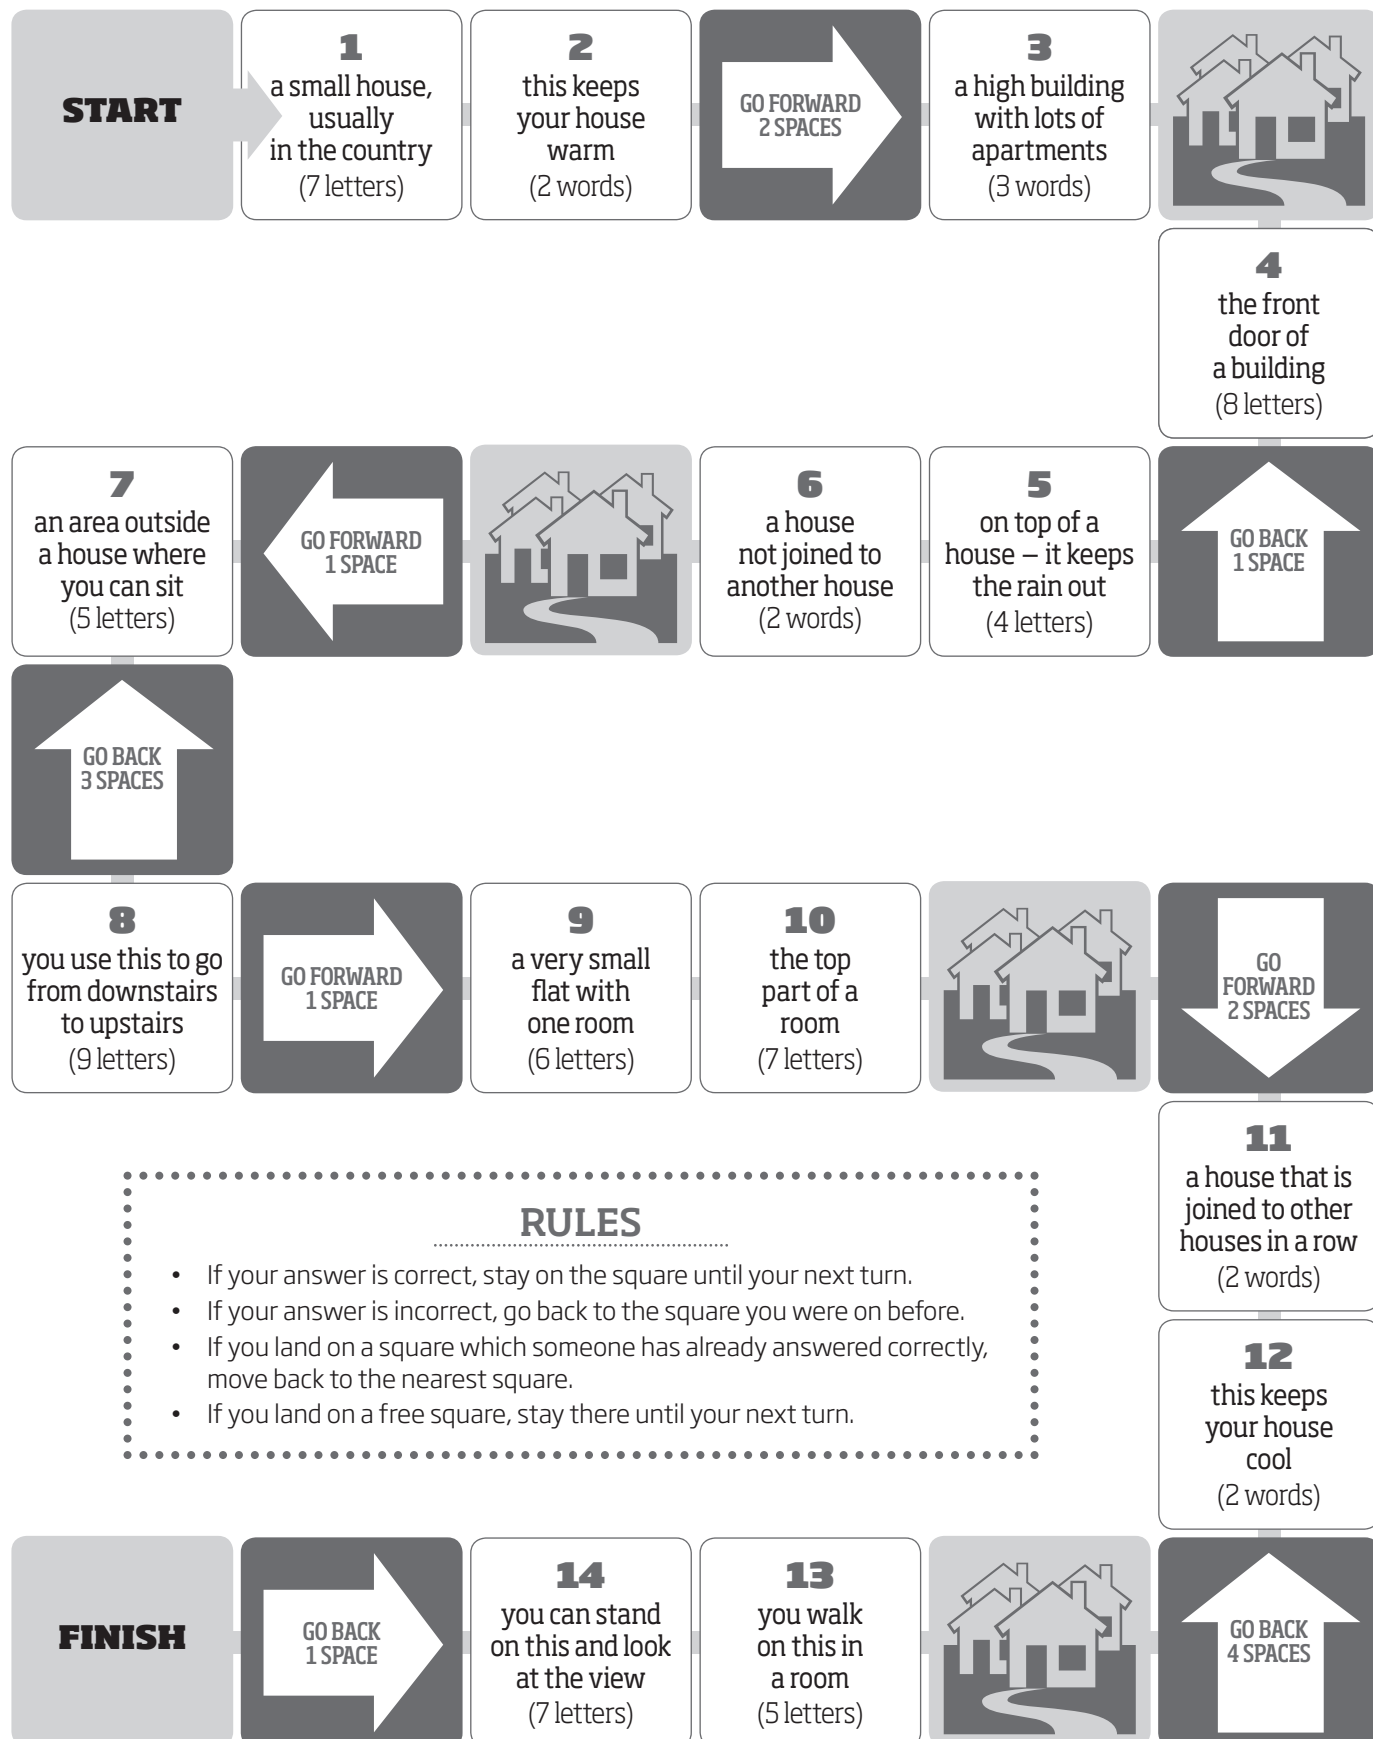 START
1
a small house,
usually
in the country
(7 letters)
2
this keeps
your house
warm
(2 words)
GO FORWARD
2 SPACES
3
a high building
with lots of
apartments
(3 words)
4
the front
door of
a building
(8 letters)
GO BACK
1 SPACE
5
on top of a
house – it keeps
the rain out
(4 letters)
6
a house
not joined to
another house
(2 words)
GO FORWARD
1 SPACE
7
an area outside
a house where
you can sit
(5 letters)
GO BACK
3 SPACES
8
you use this to go
from downstairs
to upstairs
(9 letters)
GO FORWARD
1 SPACE
9
a very small
flat with
one room
(6 letters)
10
the top
part of a
room
(7 letters)
GO
FORWARD
2 SPACES
11
a house that is
joined to other
houses in a row
(2 words)
12
this keeps
your house
cool
(2 words)
GO BACK
4 SPACES
13
you walk
on this in
a room
(5 letters)
14
you can stand
on this and look
at the view
(7 letters)
GO BACK
1 SPACE
FINISH
RULES
• If your answer is correct, stay on the square until your next turn.
• If your answer is incorrect, go back to the square you were on before.
• If you land on a square which someone has already answered correctly,
move back to the nearest square.
• If you land on a free square, stay there until your next turn.